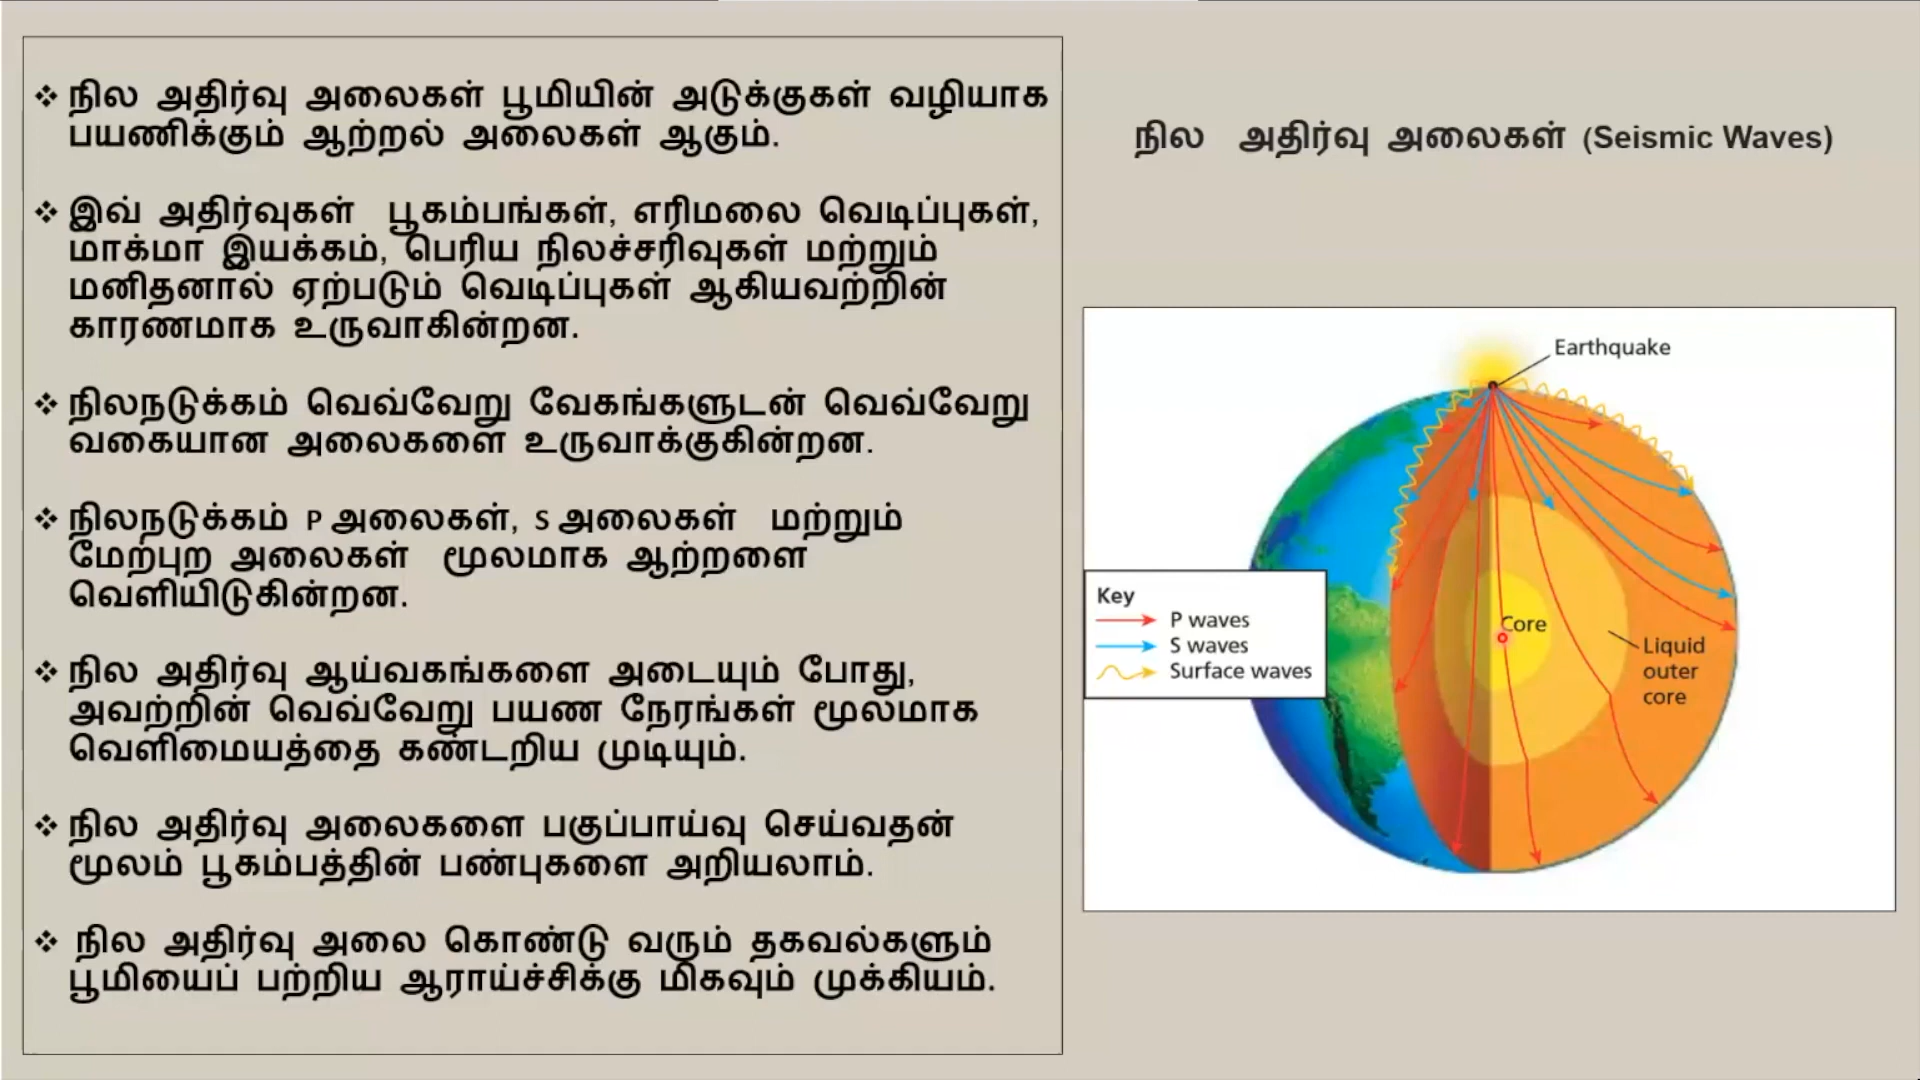 ❖ நில அதிர்வு அலைகள் பூமியின் அடுக்குகள் வழியாக
பயணிக்கும் ஆற்றல் அலைகள் ஆகும்.
❖ இவ் அதிர்வுகள் பூகம்பங்கள், எரிமலை வெடிப்புகள்,
மாக்மா இயக்கம், பெரிய நிலச்சரிவுகள் மற்றும்
மனிதனால் ஏற்படும் வெடிப்புகள் ஆகியவற்றின்
காரணமாக உருவாகின்றன.
❖ நிலநடுக்கம் வெவ்வேறு வேகங்களுடன் வெவ்வேறு
வகையான அலைகளை உருவாக்குகின்றன.
❖ நிலநடுக்கம் P அலைகள், S அலைகள் மற்றும்
மேற்புற அலைகள் மூலமாக ஆற்றளை
வெளியிடுகின்றன.
❖ நில அதிர்வு ஆய்வகங்களை அடையும் போது,
அவற்றின் வெவ்வேறு பயண நேரங்கள் மூலமாக
வெளிமையத்தை கண்டறிய முடியும்.
❖ நில அதிர்வு அலைகளை பகுப்பாய்வு செய்வதன்
மூலம் பூகம்பத்தின் பண்புகளை அறியலாம்.
❖ நில அதிர்வு அலை கொண்டு வரும் தகவல்களும்
பூமியைப் பற்றிய ஆராய்ச்சிக்கு மிகவும் முக்கியம்.
நில அதிர்வு அலைகள் (Seismic Waves)
Earthquake
Key
P waves
S waves
Surface waves
Core
Liquid
outer
core